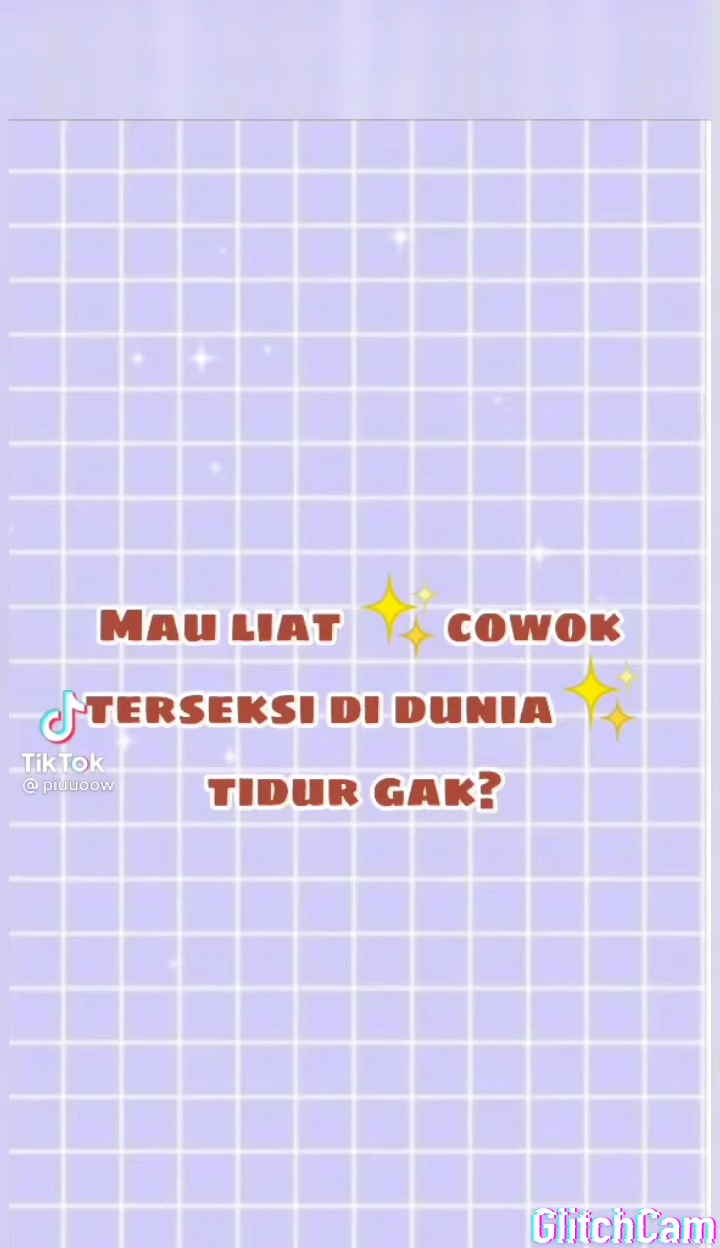 Mau liat ✨ cowok
terseksi di dunia ✨
tidur gak?
TikTok
@piuuoow
GlitchCam